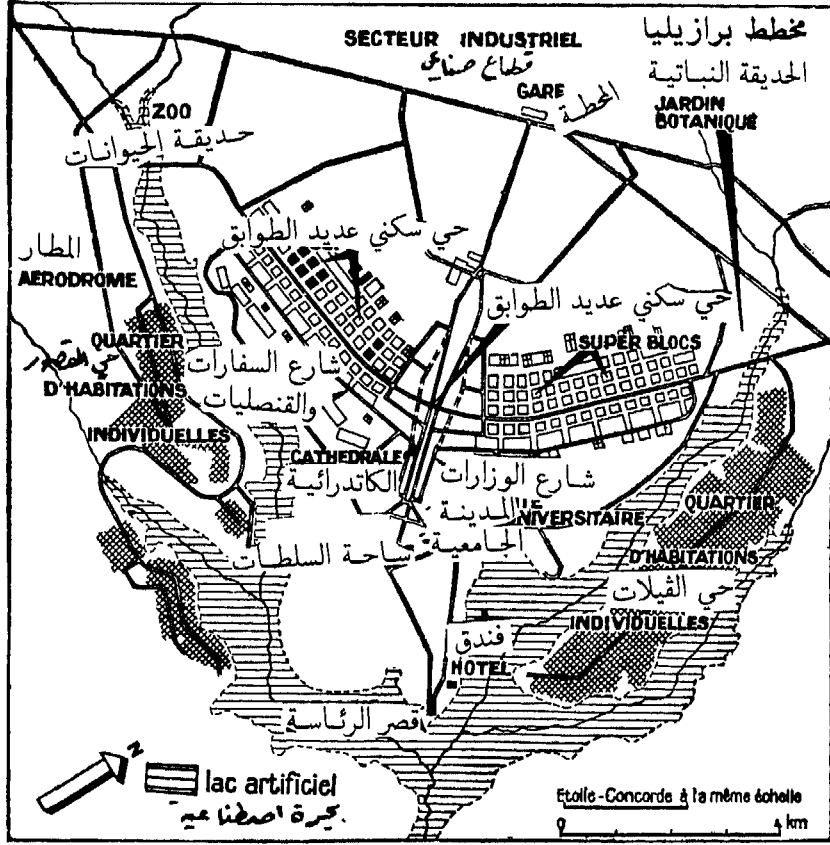 SECTEUR INDUSTRIEL
قطاع صناعي
مخطط برازيليا
الحديقة النباتية
JARDIN
BOTANIQUE
GARE
المحطة
ZOO
حديقة الحيوانات
المطار
AERODROME
حي سكني عديد الطوابق
حي سكني عديد الطوابق
SUPER BLOCS
QUARTIER
حي القصور
D'HABITATIONS
INDIVIDUELLES
شارع السفارات
والقنصليات
CATHEDRALE
الكاتدرائية
شارع الوزارات
المدينة
الجامعية
NIVERSITAIRE
ساحة السلطات
QUARTIER
D'HABITATIONS
حي الڤيلات
INDIVIDUELLES
فندق
HOTEL
قصر الرئاسة
N
lac artificiel
بحيرة اصطناعية
Etoile-Concorde à la même échelle
0 4 km